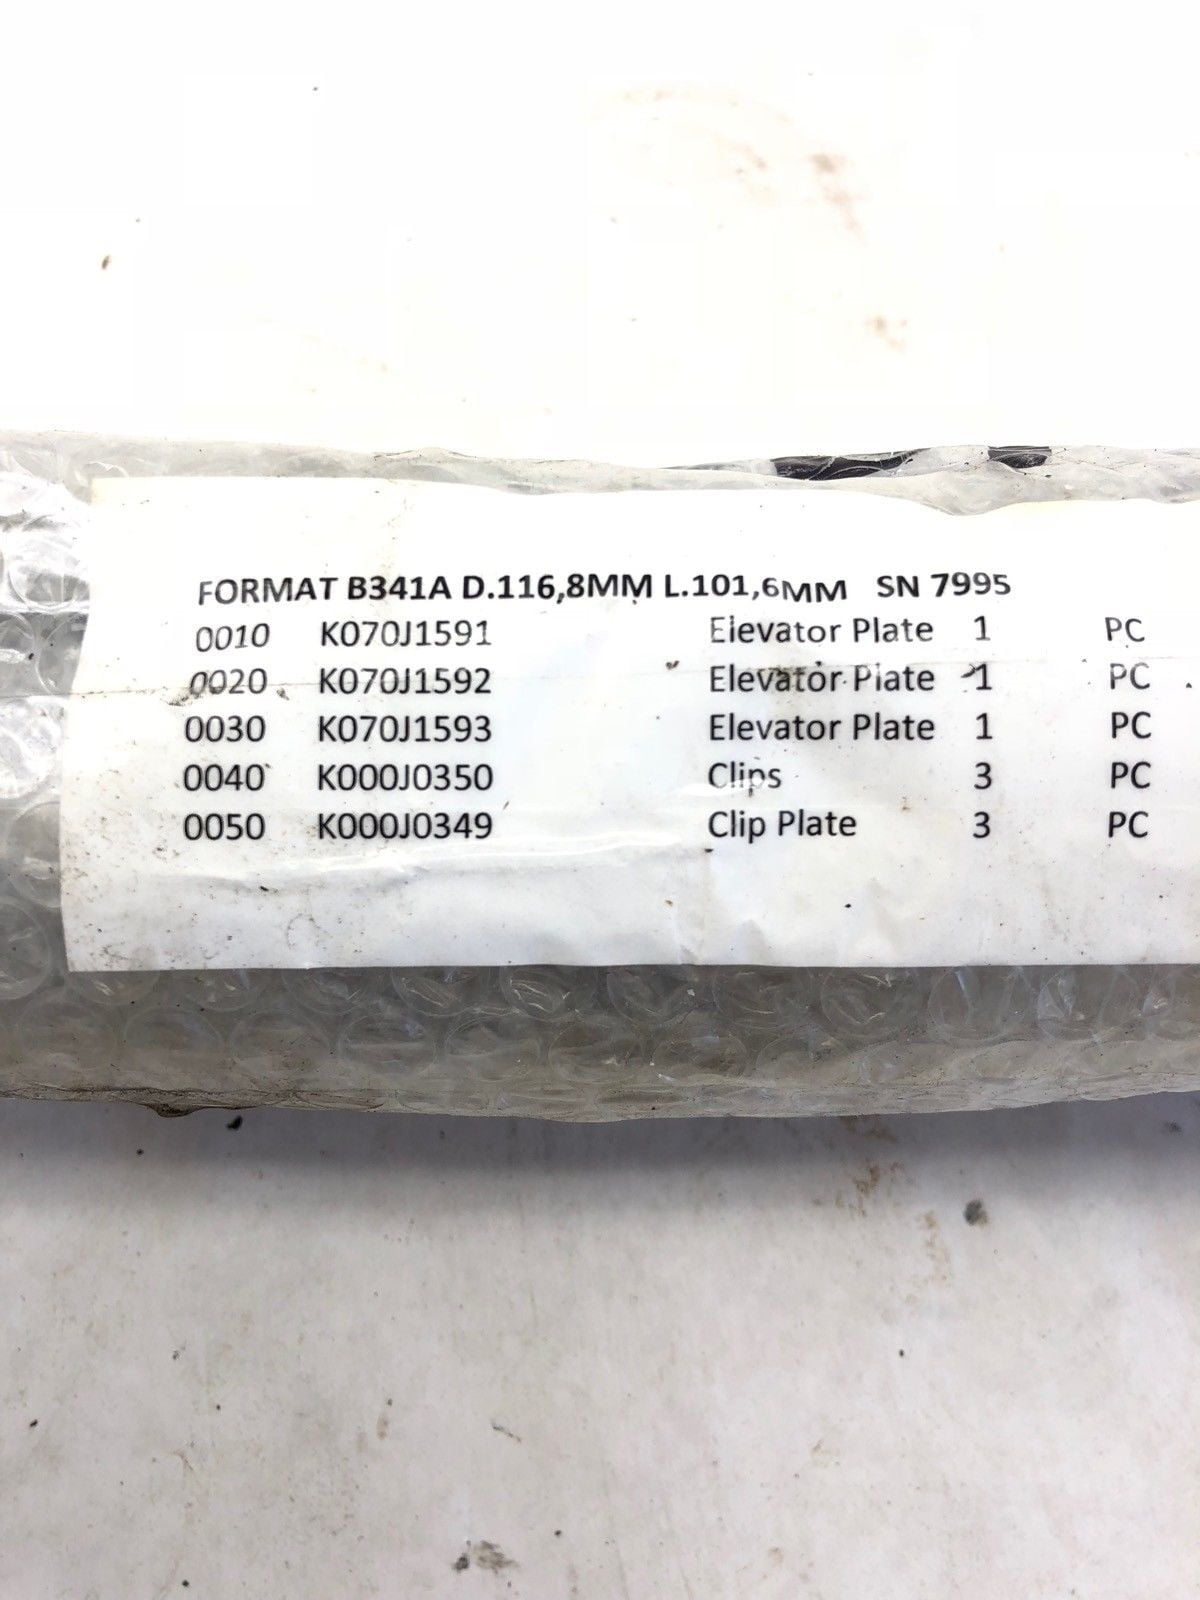 FORMAT B341A D.116,8MM L.101,6MM SN 7995
0010 K070J1591 Elevator Plate 1 PC
0020 K070J1592 Elevator Plate 1 PC
0030 K070J1593 Elevator Plate 1 PC
0040 K000J0350 Clips 3 PC
0050 K000J0349 Clip Plate 3 PC